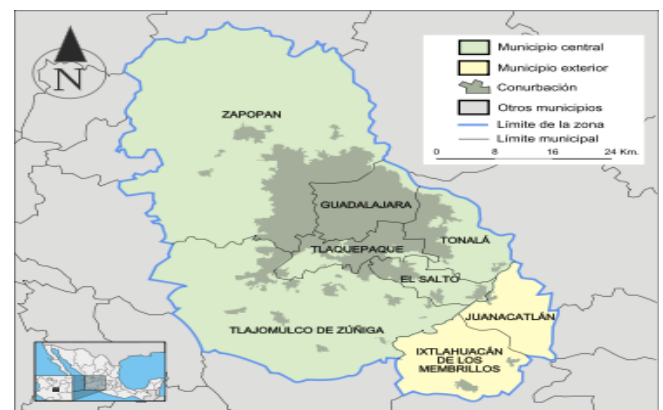 N
Municipio central
Municipio exterior
Conurbación
Otros municipios
Límite de la zona
Límite municipal
0 8 16 24 Km.
ZAPOPAN
GUADALAJARA
TONALÁ
TLAQUEPAQUE
EL SALTO
JUANACATLÁN
TLAJOMULCO DE ZÚÑIGA
IXTLAHUACÁN
DE LOS
MEMBRILLOS